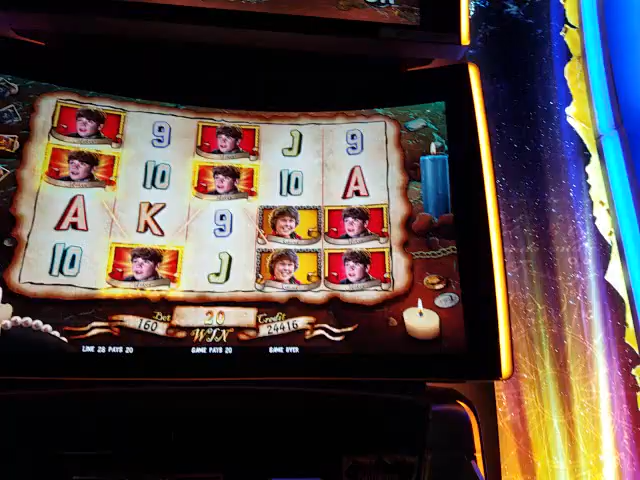 9 J 9
10 10 A
A K 9
10 J
Bet 20 Credit
160 WIN 24416
LINE 28 PAYS 20 GAME PAYS 20 GAME OVER